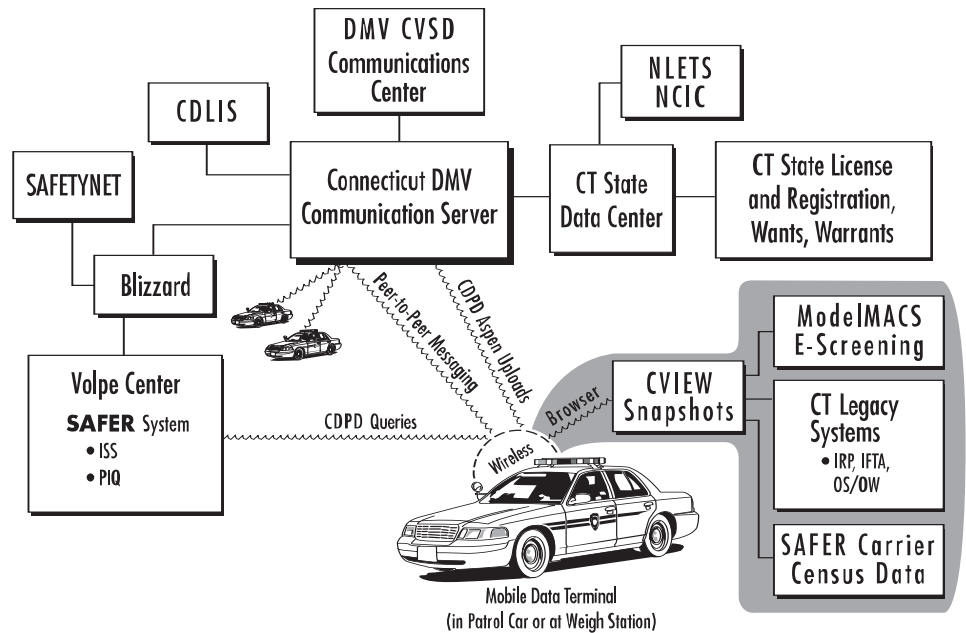 DMV CVSD
Communications
Center
NLETS
NCIC
CDLIS
SAFETYNET
Connecticut DMV
Communication Server
CT State
Data Center
CT State License
and Registration,
Wants, Warrants
Blizzard
Peer-to-Peer Messaging
CDPD Aspen Uploads
Volpe Center
SAFER System
• ISS
• PIQ
CDPD Queries
Wireless
Browser
CVIEW
Snapshots
ModelMACS
E-Screening
CT Legacy
Systems
• IRP, IFTA,
OS/OW
SAFER Carrier
Census Data
Mobile Data Terminal
(in Patrol Car or at Weigh Station)